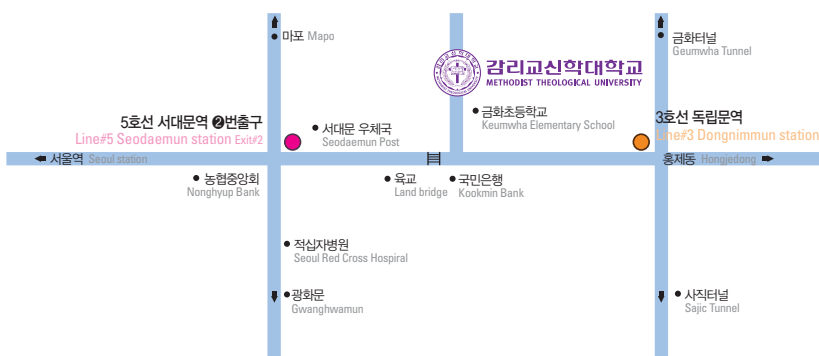 마포 Mapo
금화터널
Geumwha Tunnel
감리교신학대학교
METHODIST THEOLOGICAL UNIVERSITY
5호선 서대문역 ❷번출구
Line#5 Seodaemun station Exit#2
서대문 우체국
Seodaemun Post
금화초등학교
Keumwha Elementary School
3호선 독립문역
Line#3 Dongnimmun station
서울역 Seoul station
홍제동 Hongjedong
농협중앙회
Nonghyup Bank
육교
Land bridge
국민은행
Kookmin Bank
적십자병원
Seoul Red Cross Hospiral
광화문
Gwanghwamun
사직터널
Sajic Tunnel